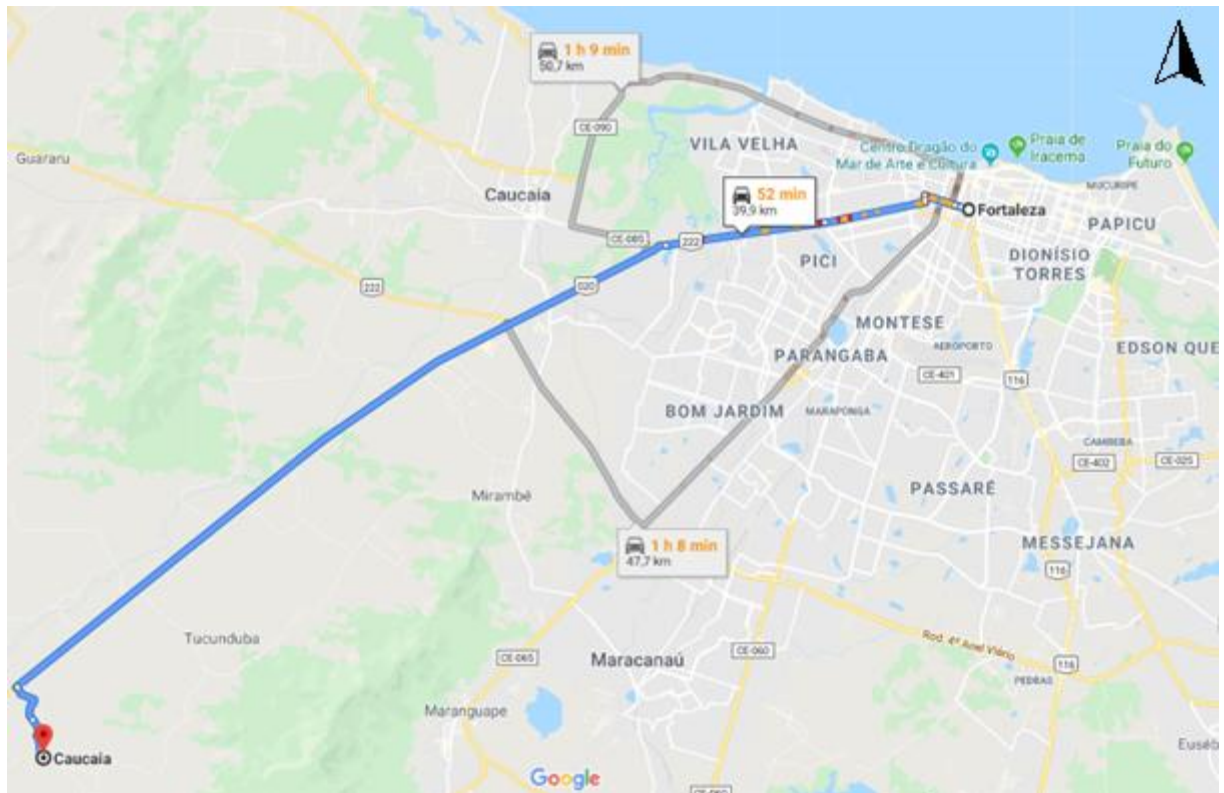 1 h 9 min
50,7 km
CE-090
VILA VELHA
Centro Dragão do
Mar de Arte e Cultura
Praia de
Iracema
Praia do
Futuro
Guararu
Caucaia
52 min
39,9 km
MUCURIPE
Fortaleza
PAPICU
CE-085
222
PICI
DIONÍSIO
TORRES
222
020
MONTESE
AEROPORTO
PARANGABA
EDSON QUE
CE-401
116
BOM JARDIM
MARAPONGA
CAMBEBA
CE-402
CE-025
Mirambé
PASSARÉ
1 h 8 min
47,7 km
MESSEJANA
116
Tucunduba
CE-065
Maracanaú
CE-060
Rod. 4º Anel Viário
116
PEDRAS
Maranguape
Euséb
Caucaia
Google
CE-060